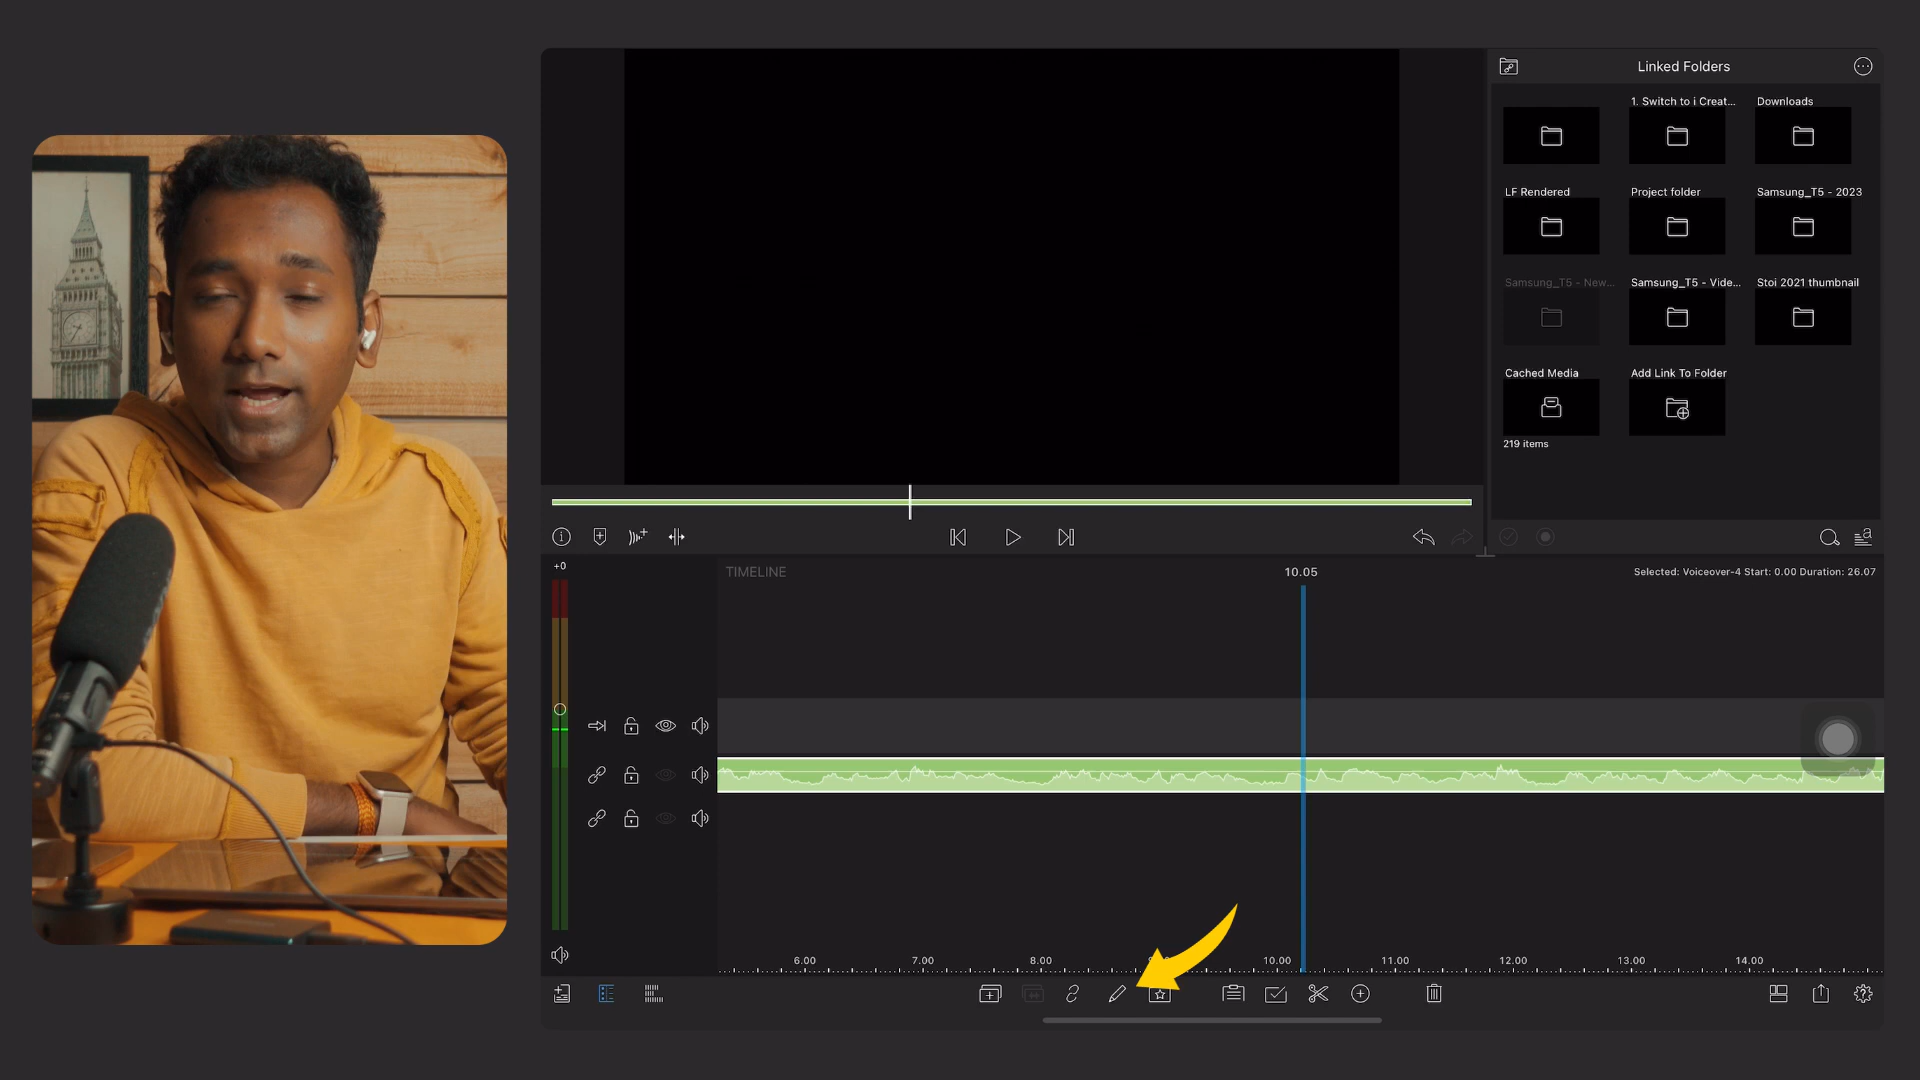 Linked Folders
1. Switch to i Creat...
Downloads
LF Rendered
Project folder
Samsung_T5 - 2023
Samsung_T5 - New...
Samsung_T5 - Vide...
Stoi 2021 thumbnail
Cached Media
Add Link To Folder
219 items
+0
TIMELINE
10.05
Selected: Voiceover-4 Start: 0.00 Duration: 26.07
6.00
7.00
8.00
10.00
11.00
12.00
13.00
14.00